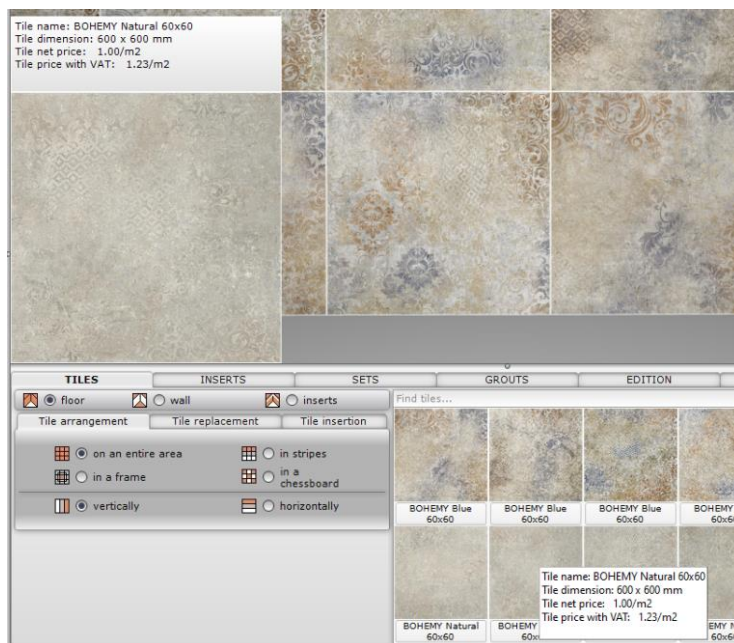 Tile name: BOHEMY Natural 60x60
Tile dimension: 600 x 600 mm
Tile net price: 1.00/m2
Tile price with VAT: 1.23/m2
TILES
INSERTS
SETS
GROUTS
EDITION
floor
wall
inserts
Find tiles...
Tile arrangement
Tile replacement
Tile insertion
on an entire area
in stripes
in a frame
in a
chessboard
vertically
horizontally
BOHEMY Blue
60x60
BOHEMY Blue
60x60
BOHEMY Blue
60x60
BOHEMY
Tile name: BOHEMY Natural 60x60
Tile dimension: 600 x 600 mm
Tile net price: 1.00/m2
Tile price with VAT: 1.23/m2
BOHEMY Natural
60x60
BOHEMY